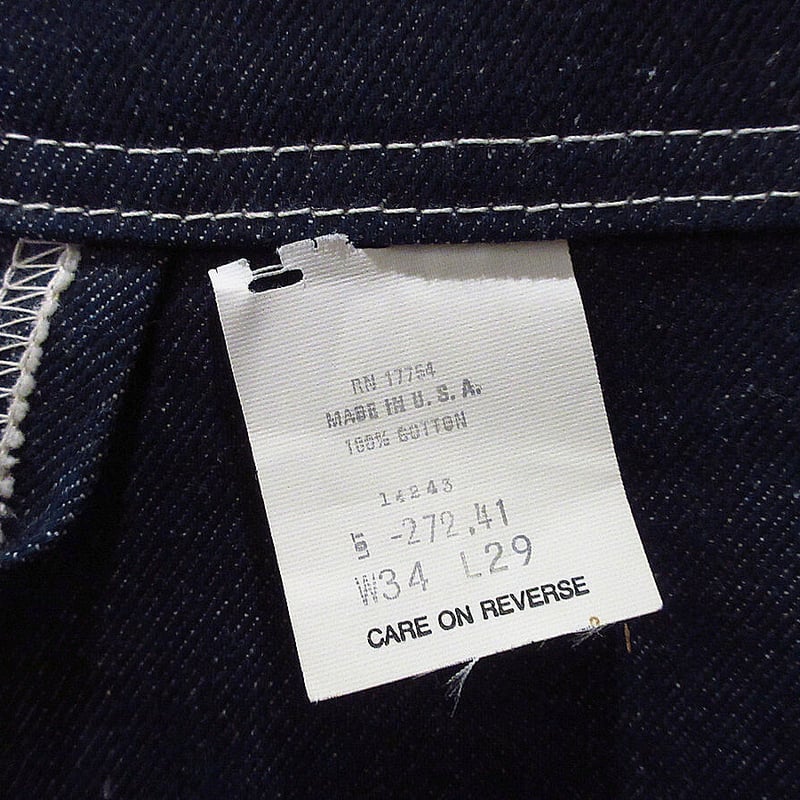 RN 17754
MADE IN U.S.A.
100% COTTON
14243
-272.41
W34 L29
CARE ON REVERSE